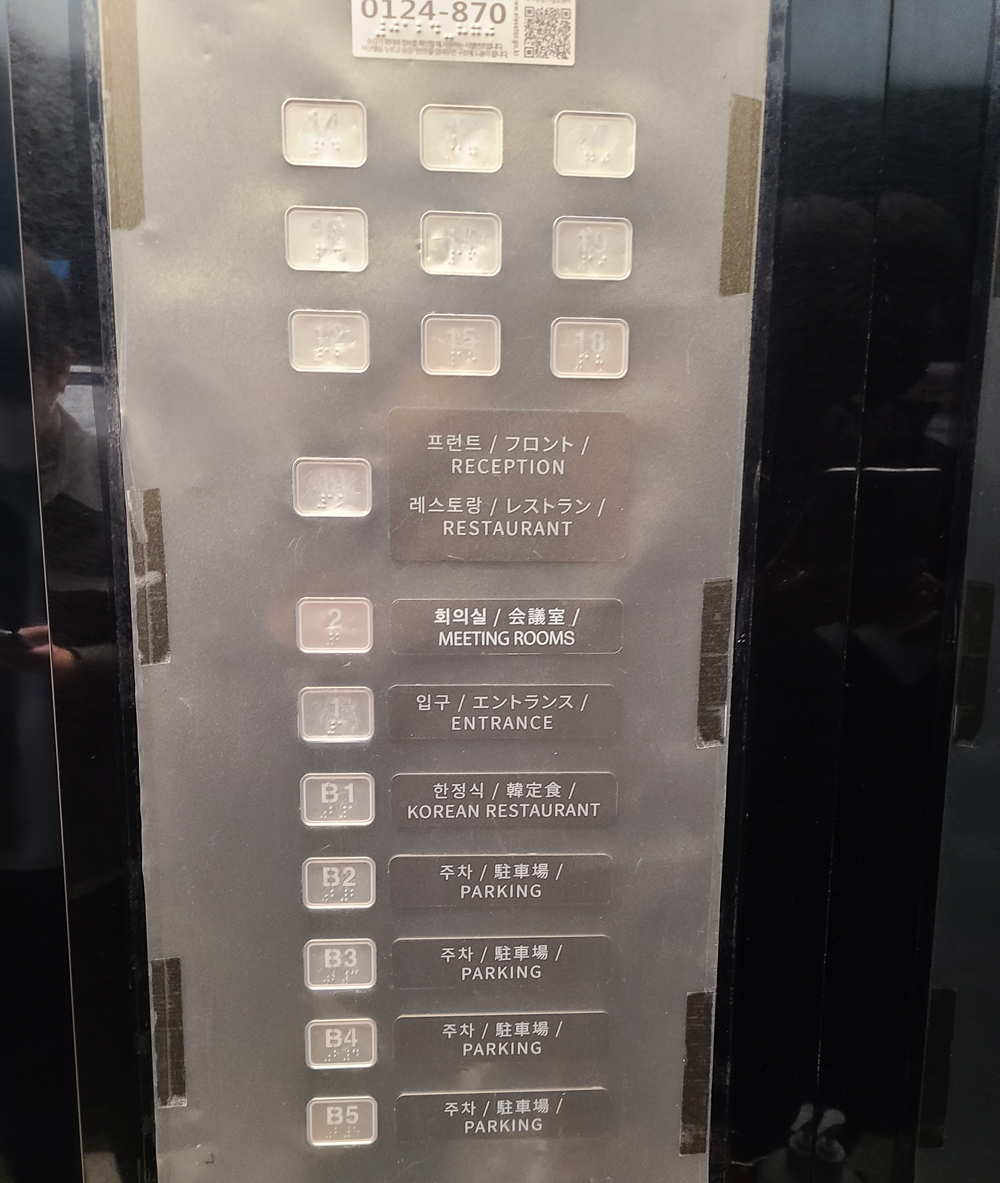 0124-870
14
20
19
12
15
18
프런트 / フロント /
RECEPTION
레스토랑 / レストラン /
RESTAURANT
2
회의실 / 会議室 /
MEETING ROOMS
1
입구 / エントランス /
ENTRANCE
B1
한정식 / 韓定食 /
KOREAN RESTAURANT
B2
주차 / 駐車場 /
PARKING
B3
주차 / 駐車場 /
PARKING
B4
주차 / 駐車場 /
PARKING
B5
주차 / 駐車場 /
PARKING